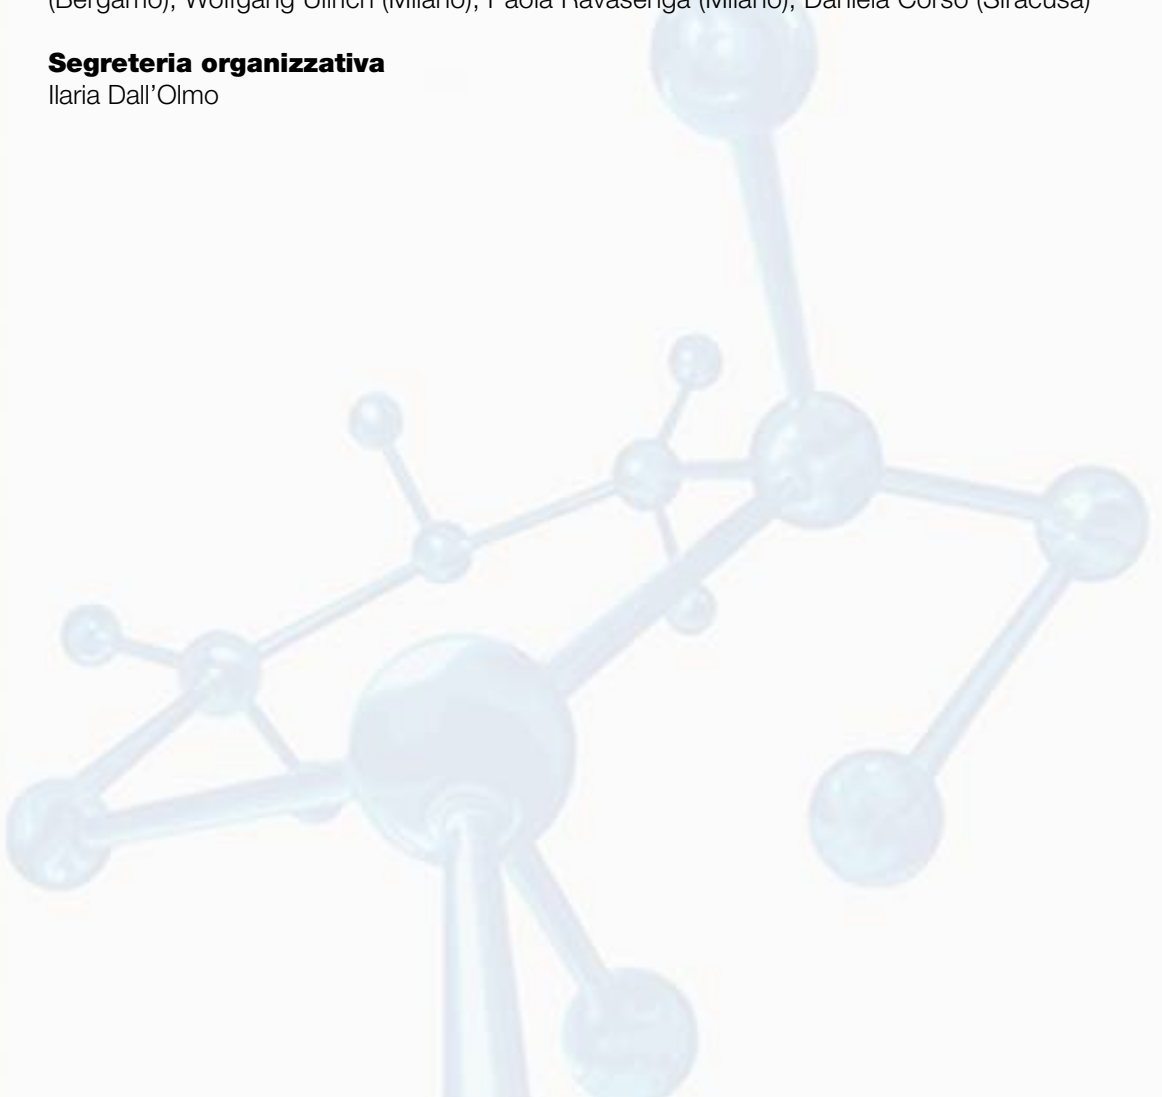 (Bergamo), Wolfgang Ullrich (Milano), Paola Ravasenga (Milano), Daniela Corso (Siracusa)
Segreteria organizzativa
Ilaria Dall'Olmo